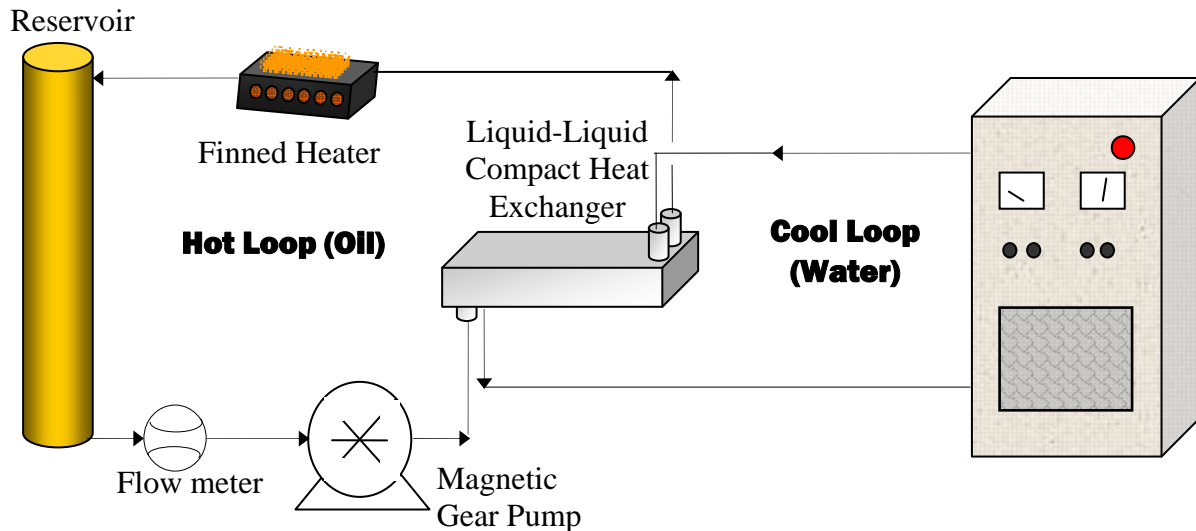 Reservoir
Finned Heater
Liquid-Liquid
Compact Heat
Exchanger
Hot Loop (Oil)
Cool Loop
(Water)
Flow meter
Magnetic
Gear Pump